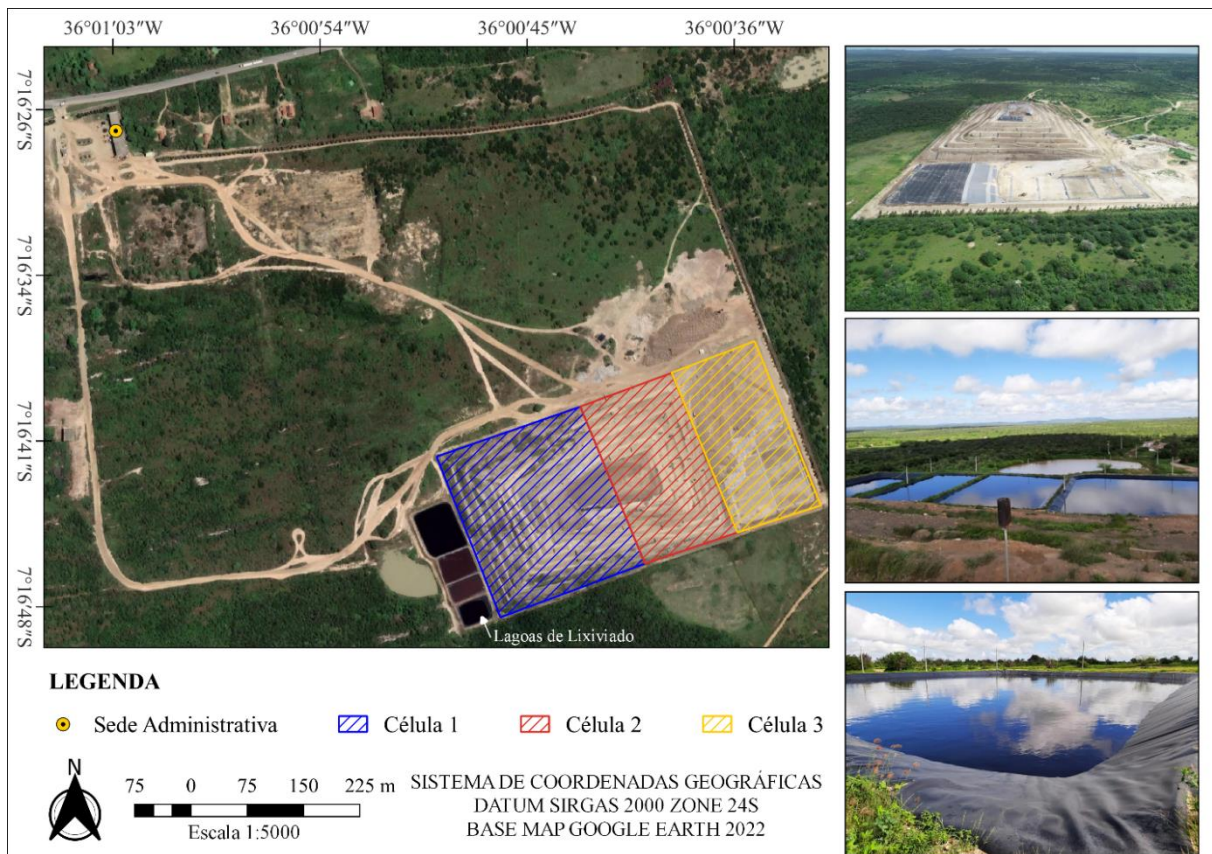 36°01'03"W 36°00'54"W 36°00'45"W 36°00'36"W
7°16'26"S
7°16'34"S
7°16'41"S
7°16'48"S
Lagoas de Lixiviado
LEGENDA
Sede Administrativa Célula 1 Célula 2 Célula 3
N
75 0 75 150 225 m
Escala 1:5000
SISTEMA DE COORDENADAS GEOGRÁFICAS
DATUM SIRGAS 2000 ZONE 24S
BASE MAP GOOGLE EARTH 2022